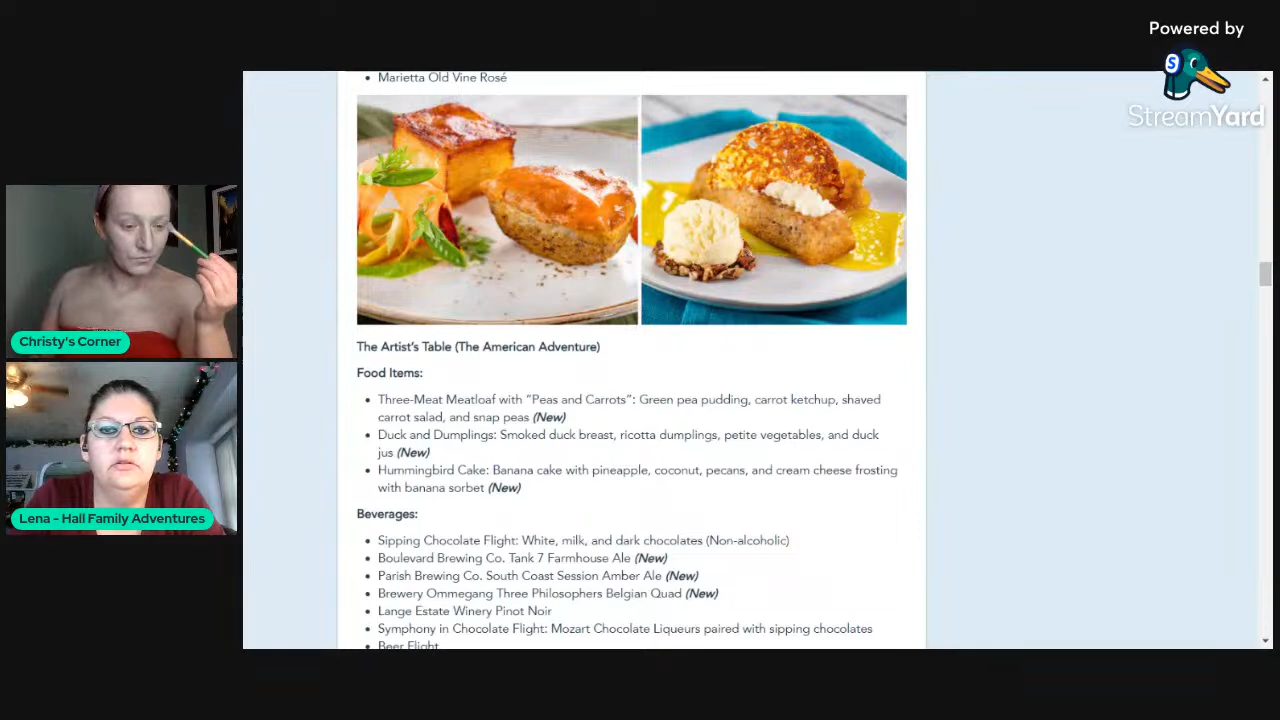 Powered by
StreamYard
Marietta Old Vine Rosé
Christy's Corner
Lena - Hall Family Adventures
The Artist's Table (The American Adventure)
Food Items:
Three-Meat Meatloaf with “Peas and Carrots”: Green pea pudding, carrot ketchup, shaved
carrot salad, and snap peas (New)
Duck and Dumplings: Smoked duck breast, ricotta dumplings, petite vegetables, and duck
jus (New)
Hummingbird Cake: Banana cake with pineapple, coconut, pecans, and cream cheese frosting
with banana sorbet (New)
Beverages:
Sipping Chocolate Flight: White, milk, and dark chocolates (Non-alcoholic)
Boulevard Brewing Co. Tank 7 Farmhouse Ale (New)
Parish Brewing Co. South Coast Session Amber Ale (New)
Brewery Ommegang Three Philosophers Belgian Quad (New)
Lange Estate Winery Pinot Noir
Symphony in Chocolate Flight: Mozart Chocolate Liqueurs paired with sipping chocolates
Beer Flight